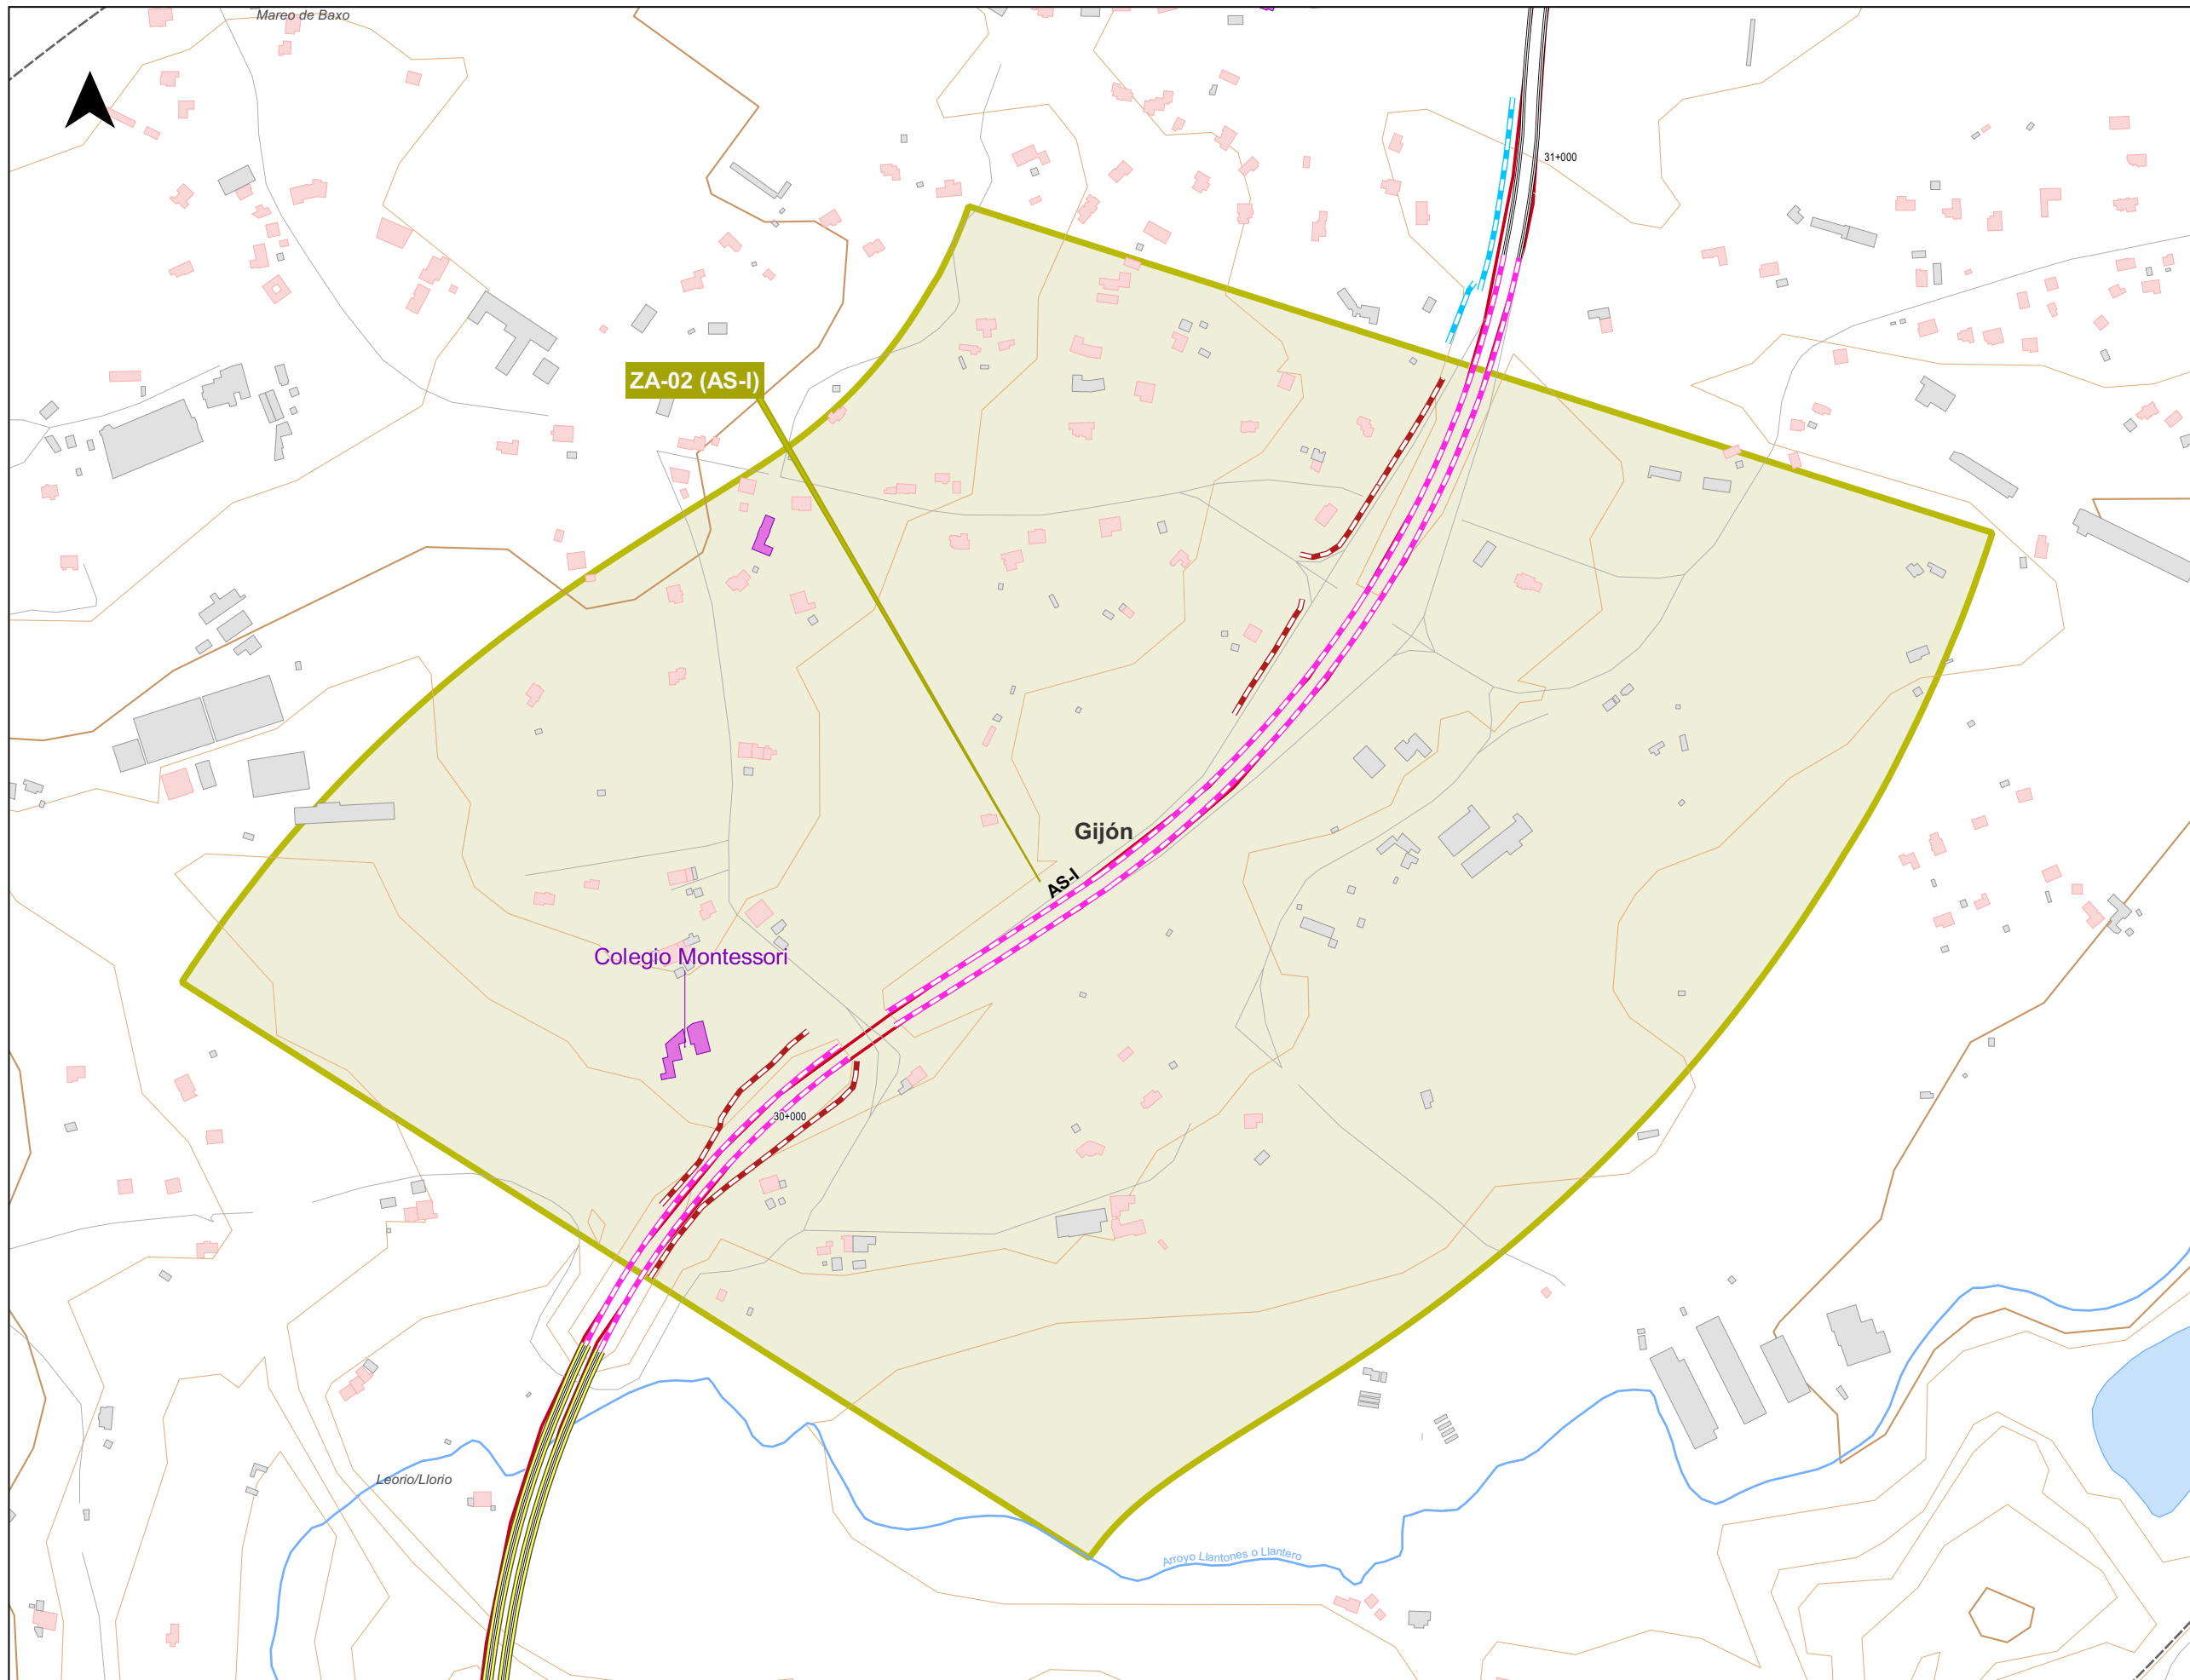 Mareo de Baxo
31+000
ZA-02 (AS-I)
Gijón
AS-I
Colegio Montessori
30+000
Leorio/Llorio
Arroyo Llantones o Llantero